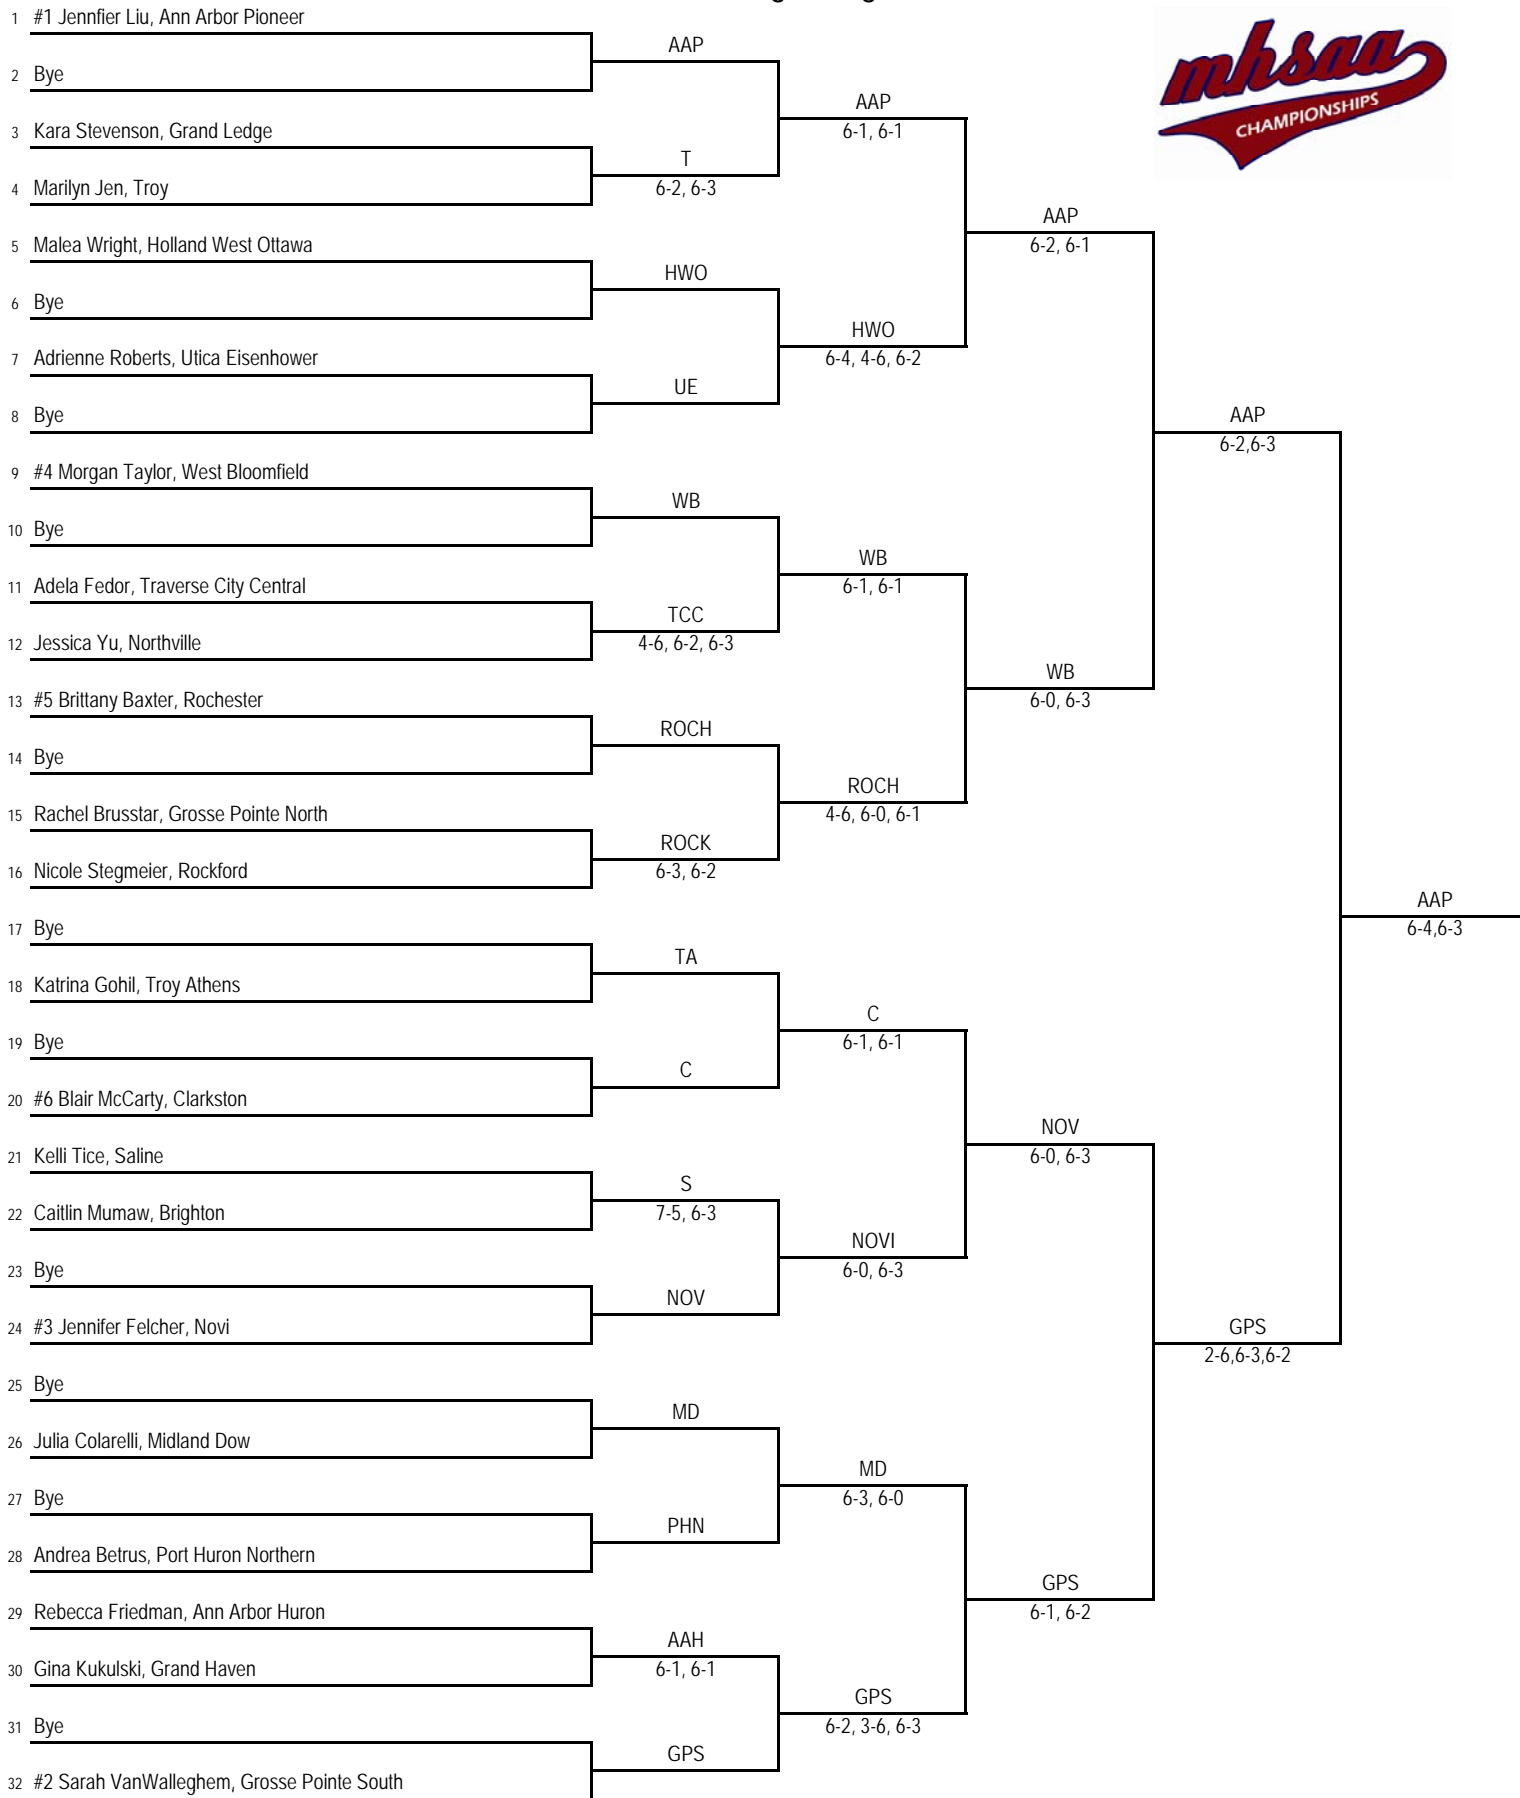 mhsaa
CHAMPIONSHIPS
1 #1 Jennfier Liu, Ann Arbor Pioneer
AAP
2 Bye
AAP
6-1, 6-1
3 Kara Stevenson, Grand Ledge
T
6-2, 6-3
4 Marilyn Jen, Troy
AAP
6-2, 6-1
5 Malea Wright, Holland West Ottawa
HWO
6 Bye
HWO
6-4, 4-6, 6-2
7 Adrienne Roberts, Utica Eisenhower
UE
8 Bye
AAP
6-2,6-3
9 #4 Morgan Taylor, West Bloomfield
WB
10 Bye
WB
6-1, 6-1
11 Adela Fedor, Traverse City Central
TCC
4-6, 6-2, 6-3
12 Jessica Yu, Northville
WB
6-0, 6-3
13 #5 Brittany Baxter, Rochester
ROCH
14 Bye
ROCH
4-6, 6-0, 6-1
15 Rachel Brusstar, Grosse Pointe North
ROCK
6-3, 6-2
16 Nicole Stegmeier, Rockford
AAP
6-4,6-3
17 Bye
TA
18 Katrina Gohil, Troy Athens
C
6-1, 6-1
19 Bye
C
20 #6 Blair McCarty, Clarkston
NOV
6-0, 6-3
21 Kelli Tice, Saline
S
7-5, 6-3
22 Caitlin Mumaw, Brighton
NOVI
6-0, 6-3
23 Bye
NOV
24 #3 Jennifer Felcher, Novi
GPS
2-6,6-3,6-2
25 Bye
MD
26 Julia Colarelli, Midland Dow
MD
6-3, 6-0
27 Bye
PHN
28 Andrea Betrus, Port Huron Northern
GPS
6-1, 6-2
29 Rebecca Friedman, Ann Arbor Huron
AAH
6-1, 6-1
30 Gina Kukulski, Grand Haven
GPS
6-2, 3-6, 6-3
31 Bye
GPS
32 #2 Sarah VanWalleghem, Grosse Pointe South